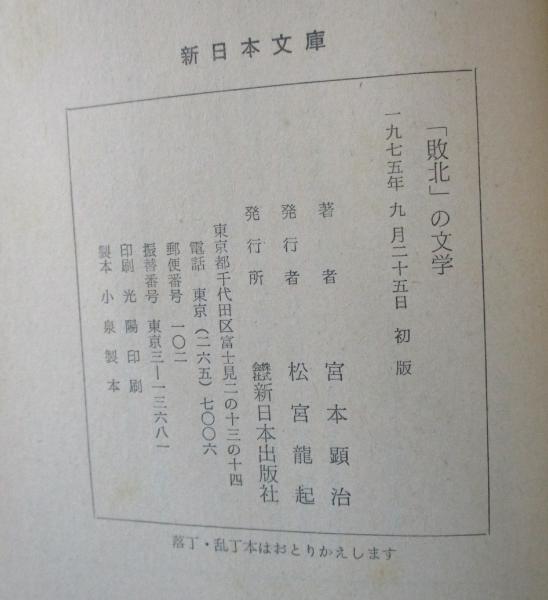 新日本文庫
「敗北」の文学
一九七五年九月二十五日 初版
著者 宮本顕治
発行者 松宮龍起
発行所 株式会社新日本出版社
東京都千代田区富士見二の十三の十四
電話 東京(二六五)七〇〇六
郵便番号 一〇二
振替番号 東京三―一三六八一
印刷 光陽印刷
製本 小泉製本
落丁・乱丁本はおとりかえします